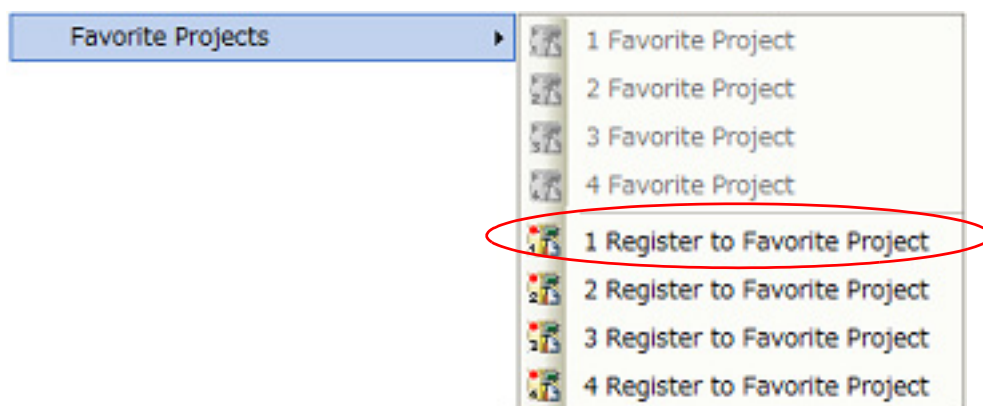 Favorite Projects
1 Favorite Project
2 Favorite Project
3 Favorite Project
4 Favorite Project
1 Register to Favorite Project
2 Register to Favorite Project
3 Register to Favorite Project
4 Register to Favorite Project